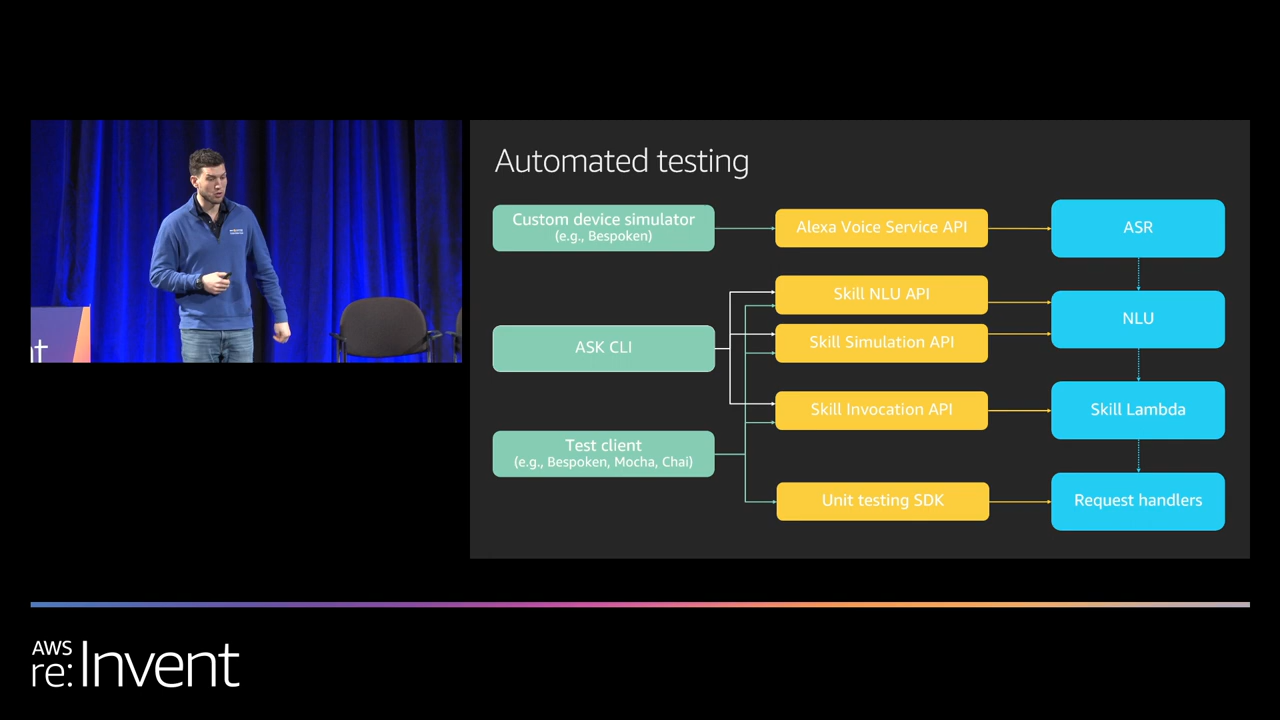 Automated testing
Custom device simulator
(e.g., Bespoken)
Alexa Voice Service API
ASR
Skill NLU API
NLU
ASK CLI
Skill Simulation API
Skill Invocation API
Skill Lambda
Test client
(e.g., Bespoken, Mocha, Chai)
Unit testing SDK
Request handlers
nt
AWS
re:Invent